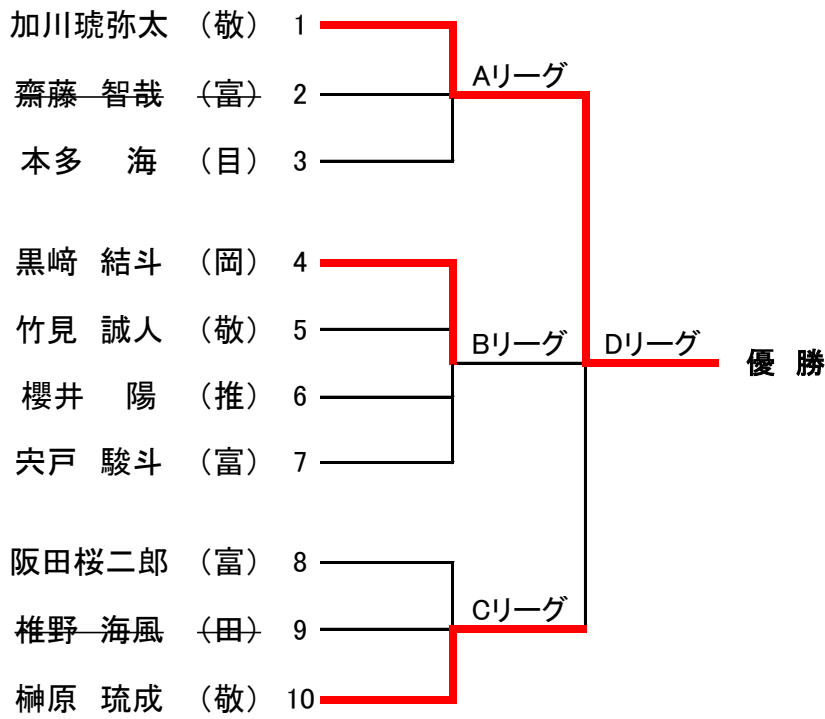 加川琥弥太 （敬） 1
齋藤 智哉 （富） 2
Aリーグ
本多 海 （目） 3
黒﨑 結斗 （岡） 4
竹見 誠人 （敬） 5
Bリーグ Dリーグ
優 勝
櫻井 陽 （推） 6
宍戸 駿斗 （富） 7
阪田桜二郎 （富） 8
椎野 海風 （田） 9
Cリーグ
榊原 琉成 （敬） 10